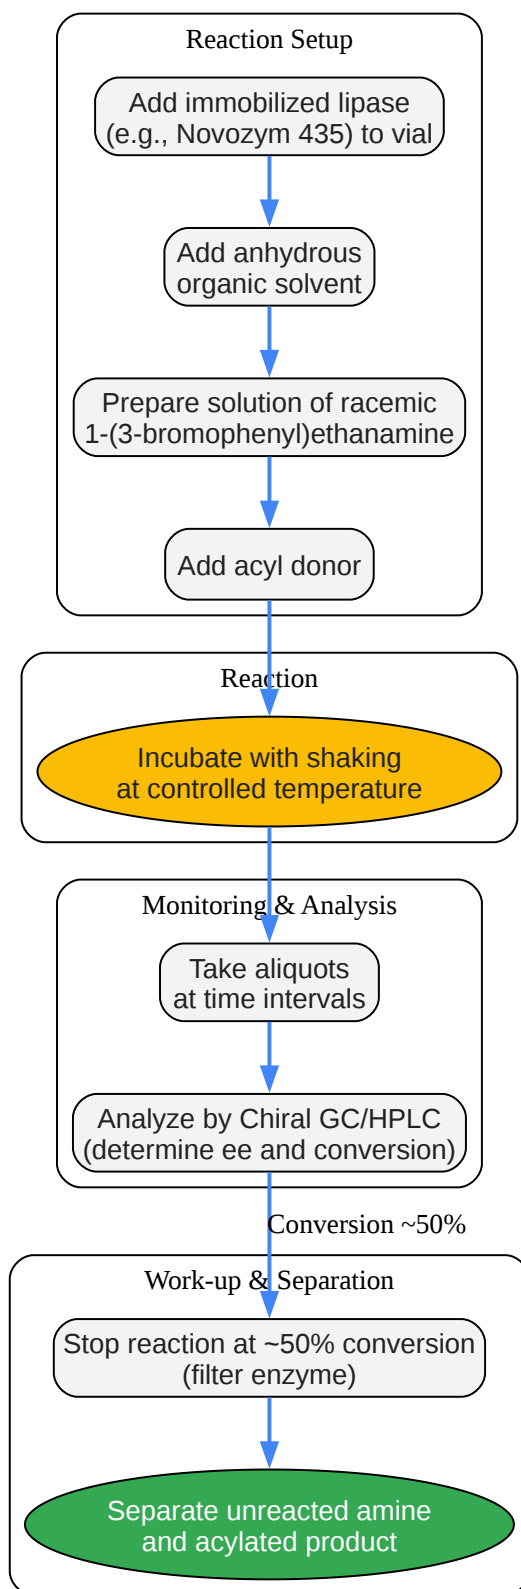 Reaction Setup
Add immobilized lipase
(e.g., Novozym 435) to vial
Add anhydrous
organic solvent
Prepare solution of racemic
1-(3-bromophenyl)ethanamine
Add acyl donor
Reaction
Incubate with shaking
at controlled temperature
Monitoring & Analysis
Take aliquots
at time intervals
Analyze by Chiral GC/HPLC
(determine ee and conversion)
Conversion ~50%
Work-up & Separation
Stop reaction at ~50% conversion
(filter enzyme)
Separate unreacted amine
and acylated product